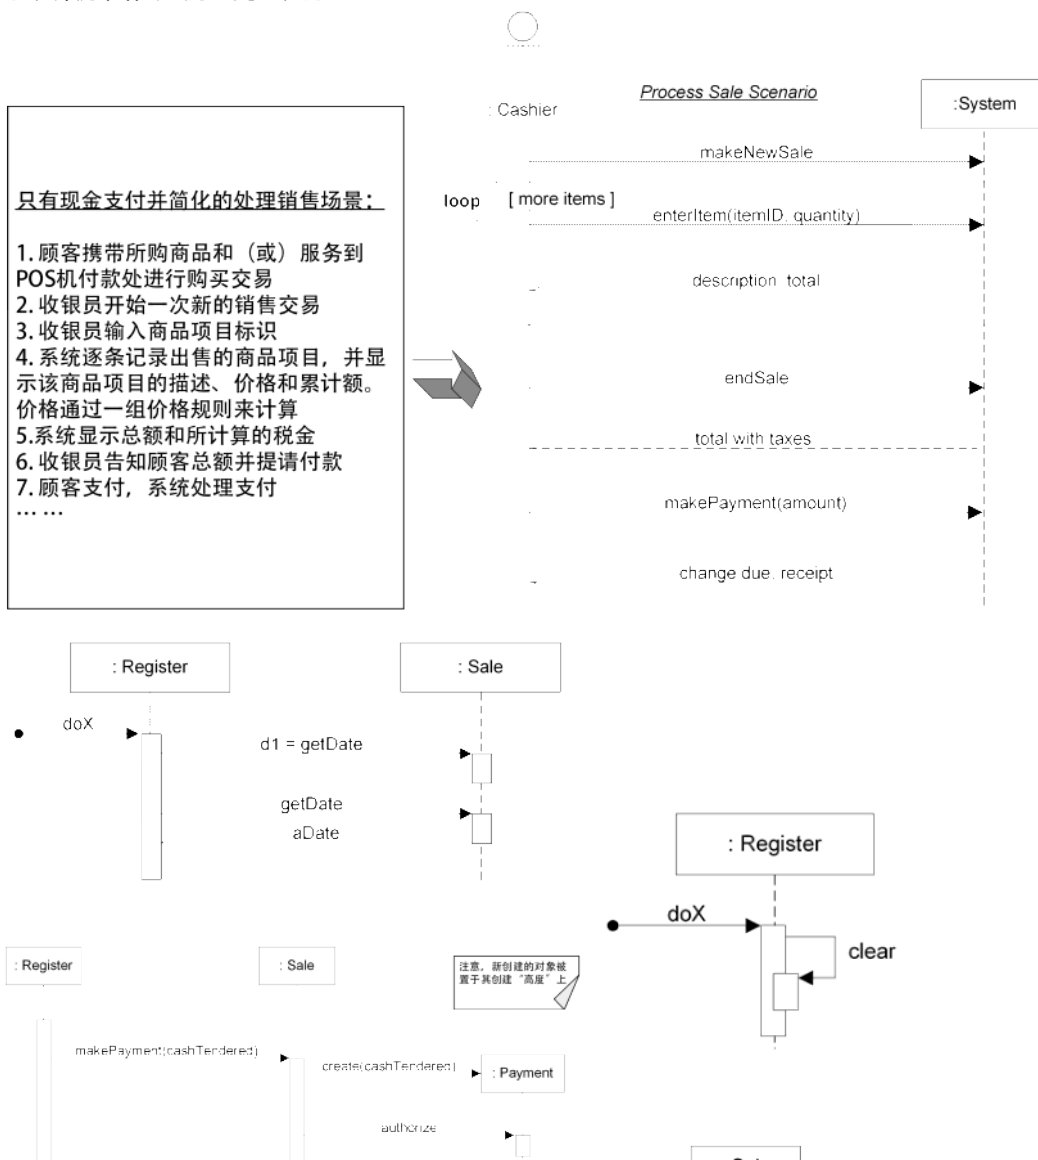 Process Sale Scenario
:System
: Cashier
makeNewSale
只有现金支付并简化的处理销售场景：
1. 顾客携带所购商品和（或）服务到
POS机付款处进行购买交易
2. 收银员开始一次新的销售交易
3. 收银员输入商品项目标识
4. 系统逐条记录出售的商品项目，并显
示该商品项目的描述、价格和累计额。
价格通过一组价格规则来计算
5.系统显示总额和所计算的税金
6. 收银员告知顾客总额并提请付款
7. 顾客支付，系统处理支付
… …
loop
[ more items ]
enterItem(itemID, quantity)
description total
endSale
total with taxes
makePayment(amount)
change due, receipt
: Register
: Sale
doX
d1 = getDate
getDate
aDate
: Register
doX
clear
: Register
: Sale
注意，新创建的对象被
置于其创建“高度”上
makePayment(cashTendered)
create(cashTendered)
: Payment
authorize